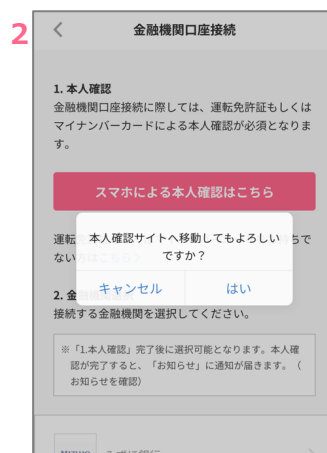 2
金融機関口座接続
1. 本人確認
金融機関口座接続に際しては、運転免許証もしくは
マイナンバーカードによる本人確認が必須となりま
す。
スマホによる本人確認はこちら
運転
ちで
ない
本人確認サイトへ移動してもよろしい
ですか？
キャンセル
はい
2. 金
接続する金融機関を選択してください。
※「1.本人確認」完了後に選択可能となります。本人確
認が完了すると、「お知らせ」に通知が届きます。（
お知らせを確認）